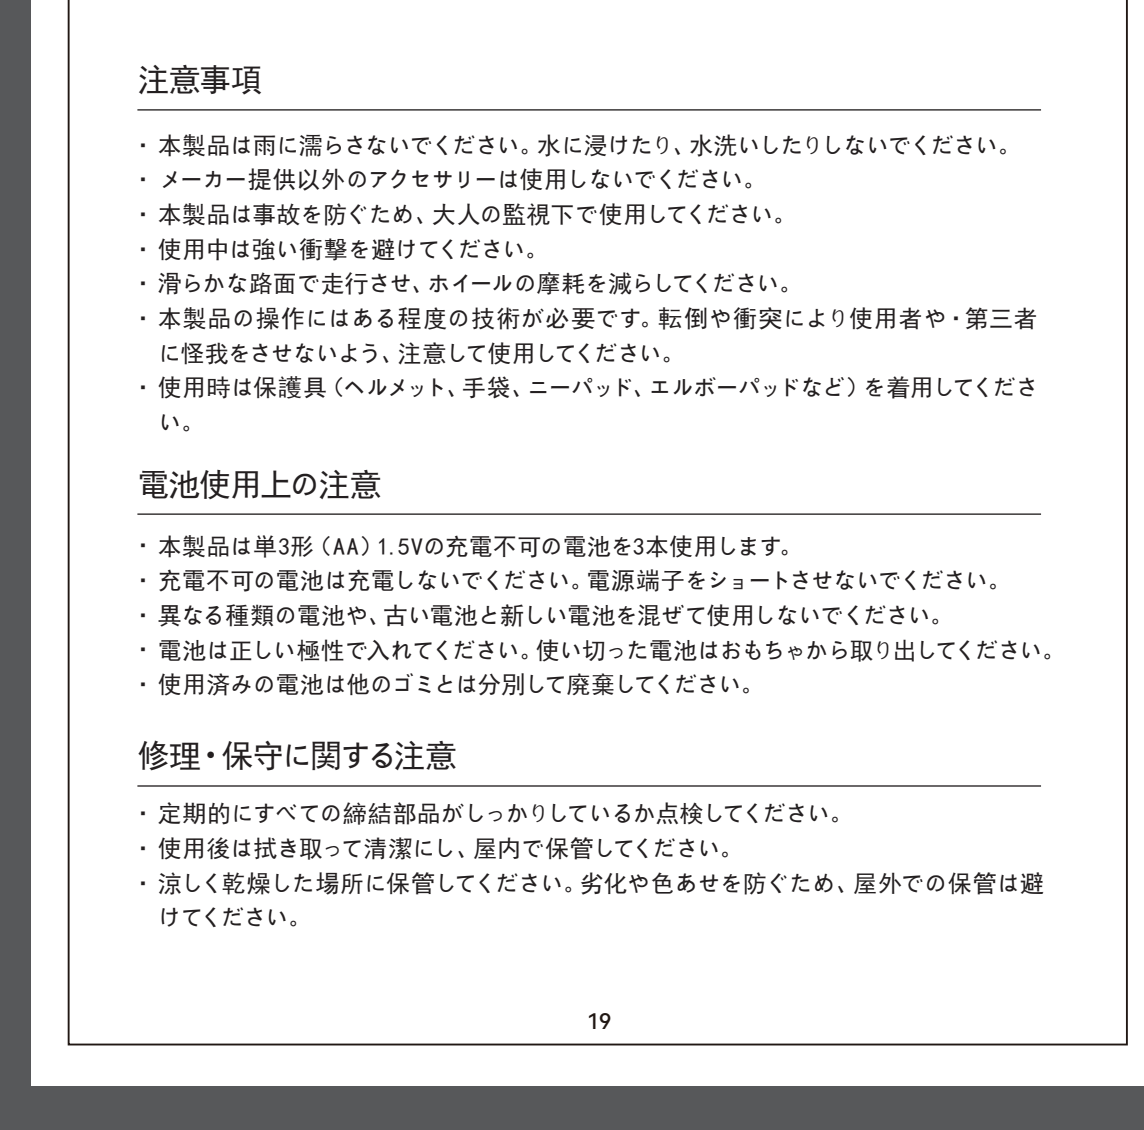 注意事項
・本製品は雨に濡らさないでください。水に浸けたり、水洗いしたりしないでください。
・メーカー提供以外のアクセサリーは使用しないでください。
・本製品は事故を防ぐため、大人の監視下で使用してください。
・使用中は強い衝撃を避けてください。
・滑らかな路面で走行させ、ホイールの摩耗を減らしてください。
・本製品の操作にはある程度の技術が必要です。転倒や衝突により使用者や・第三者
に怪我をさせないよう、注意して使用してください。
・使用時は保護具（ヘルメット、手袋、ニーパッド、エルボーパッドなど）を着用してくださ
い。
電池使用上の注意
・本製品は単3形（AA）1.5Vの充電不可の電池を3本使用します。
・充電不可の電池は充電しないでください。電源端子をショートさせないでください。
・異なる種類の電池や、古い電池と新しい電池を混ぜて使用しないでください。
・電池は正しい極性で入れてください。使い切った電池はおもちゃから取り出してください。
・使用済みの電池は他のゴミとは分別して廃棄してください。
修理・保守に関する注意
・定期的にすべての締結部品がしっかりしているか点検してください。
・使用後は拭き取って清潔にし、屋内で保管してください。
・涼しく乾燥した場所に保管してください。劣化や色あせを防ぐため、屋外での保管は避
けてください。
19